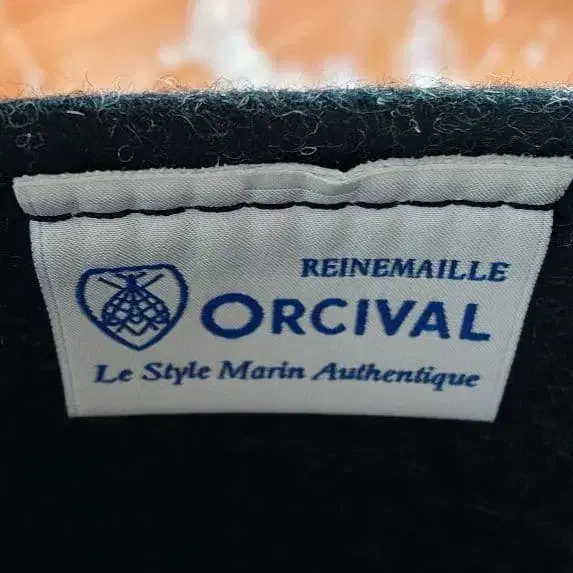 REINEMAILLE
ORCIVAL
Le Style Marin Authentique